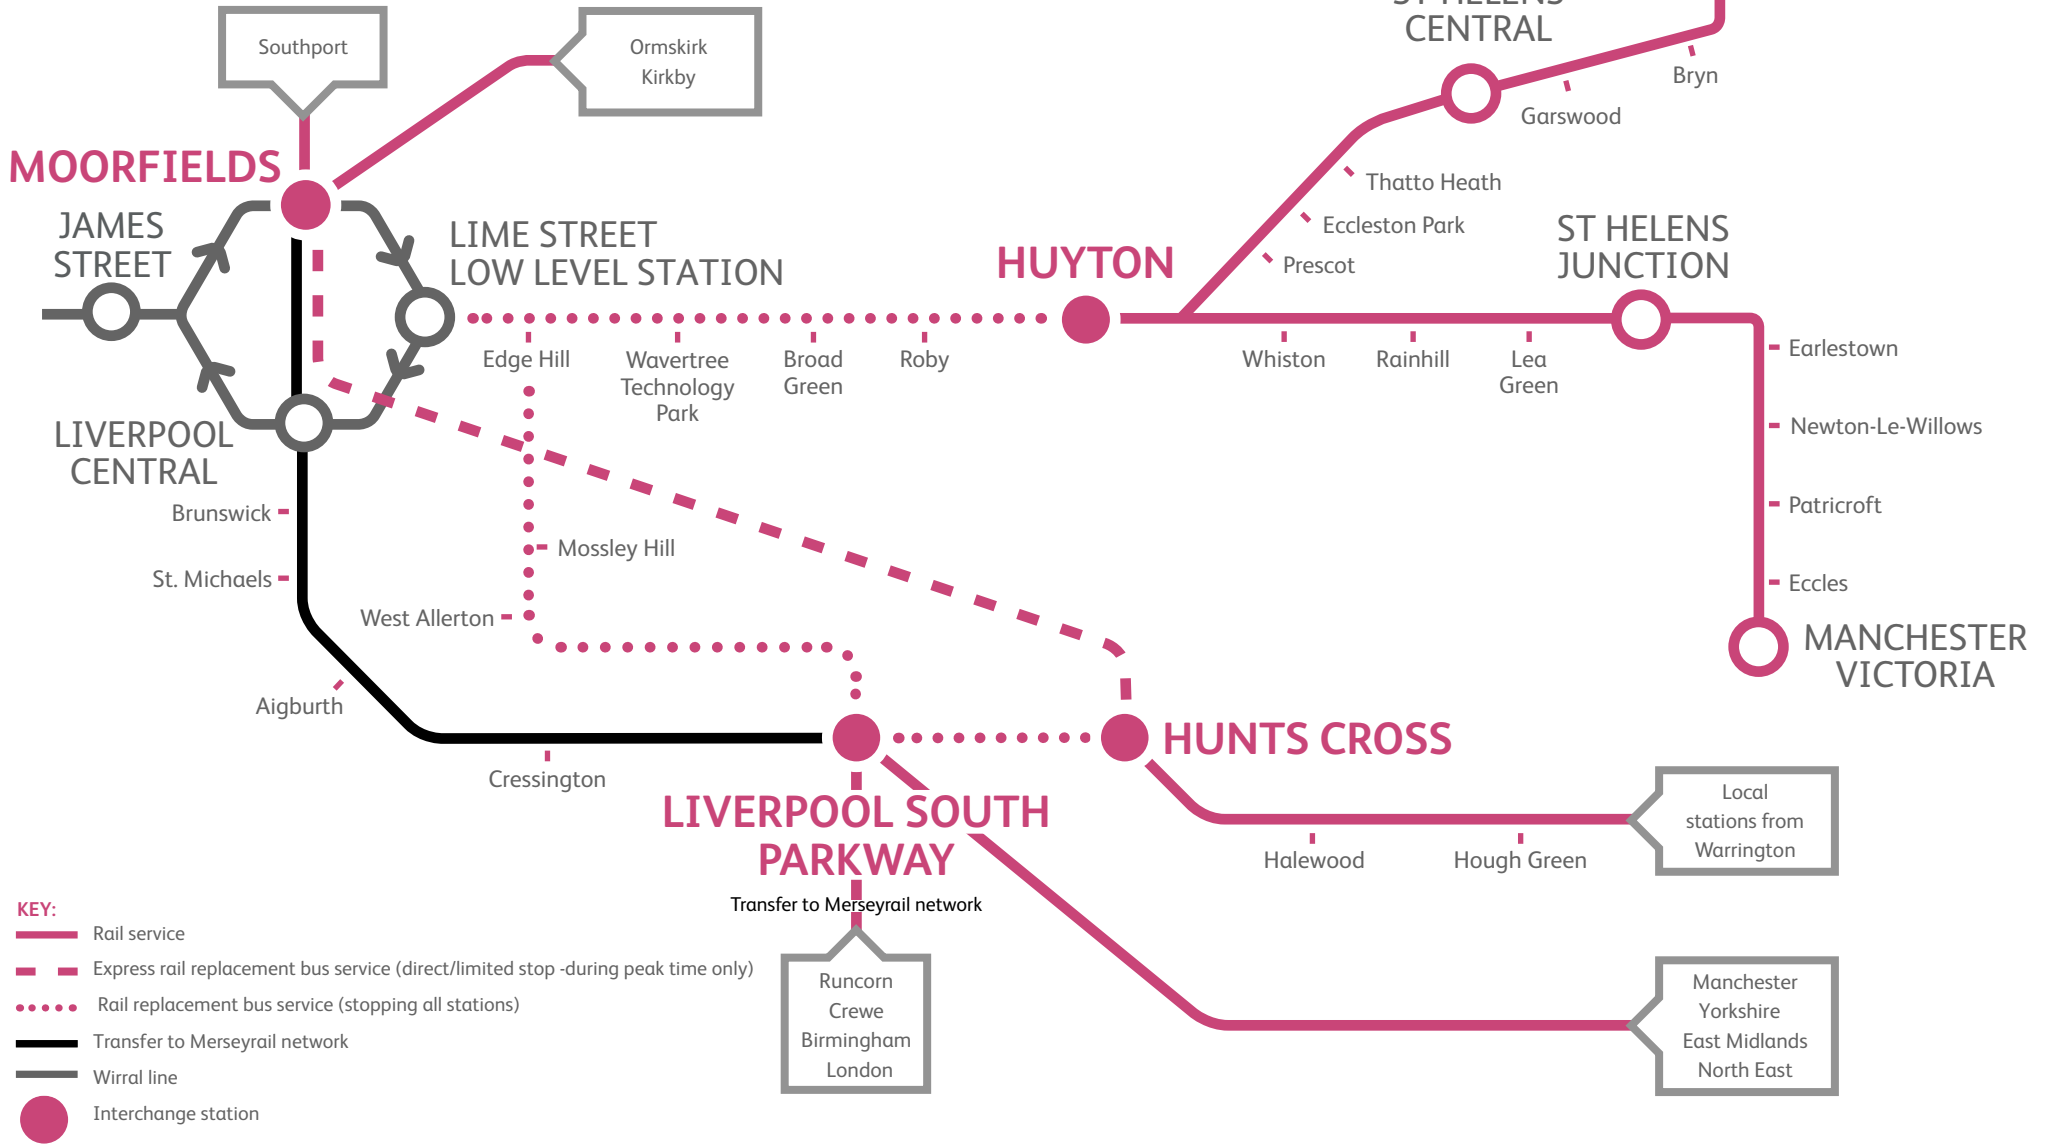 Southport
Ormskirk
Kirkby
ST HELENS
CENTRAL
Bryn
Garswood
MOORFIELDS
JAMES
STREET
LIME STREET
LOW LEVEL STATION
HUYTON
Thatto Heath
Eccleston Park
Prescot
ST HELENS
JUNCTION
Edge Hill
Wavertree
Technology
Park
Broad
Green
Roby
Whiston
Rainhill
Lea
Green
Earlestown
Newton-Le-Willows
Patricroft
Eccles
MANCHESTER
VICTORIA
LIVERPOOL
CENTRAL
Brunswick
St. Michaels
Mossley Hill
West Allerton
Aigburth
Cressington
HUNTS CROSS
LIVERPOOL SOUTH
PARKWAY
Transfer to Merseyrail network
Halewood
Hough Green
Local
stations from
Warrington
Runcorn
Crewe
Birmingham
London
Manchester
Yorkshire
East Midlands
North East
KEY:
Rail service
Express rail replacement bus service (direct/limited stop -during peak time only)
Rail replacement bus service (stopping all stations)
Transfer to Merseyrail network
Wirral line
Interchange station